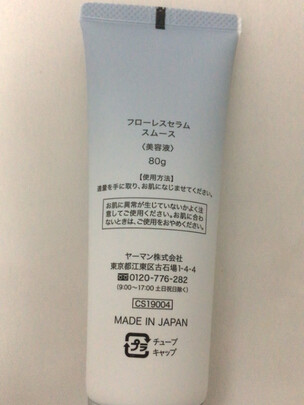 フローレスセラム
スムース
〈美容液〉
80g
【使用方法】
適量を手に取り、お肌になじませてください。
お肌に異常が生じていないかよく注
意してご使用ください。お肌に合わ
ないときは、ご使用をおやめください。
ヤーマン株式会社
東京都江東区古石場1-4-4
0120-776-282
(9:00〜17:00 土日祝日除く)
CS19004
MADE IN JAPAN
プラ
チューブ
キャップ